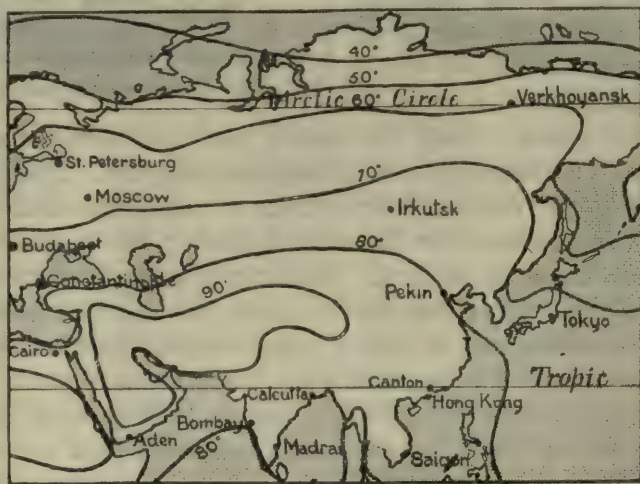 40°
50°
Arctic 60° Circle
Verkhoyansk
St. Petersburg
70°
Moscow
Irkutsk
Budapest
80°
Constantinople
90°
Pekin
Cairo
Tokyo
Tropic
Canton
Calcutta
Hong Kong
Bombay
Aden
80°
Madras
Saigon